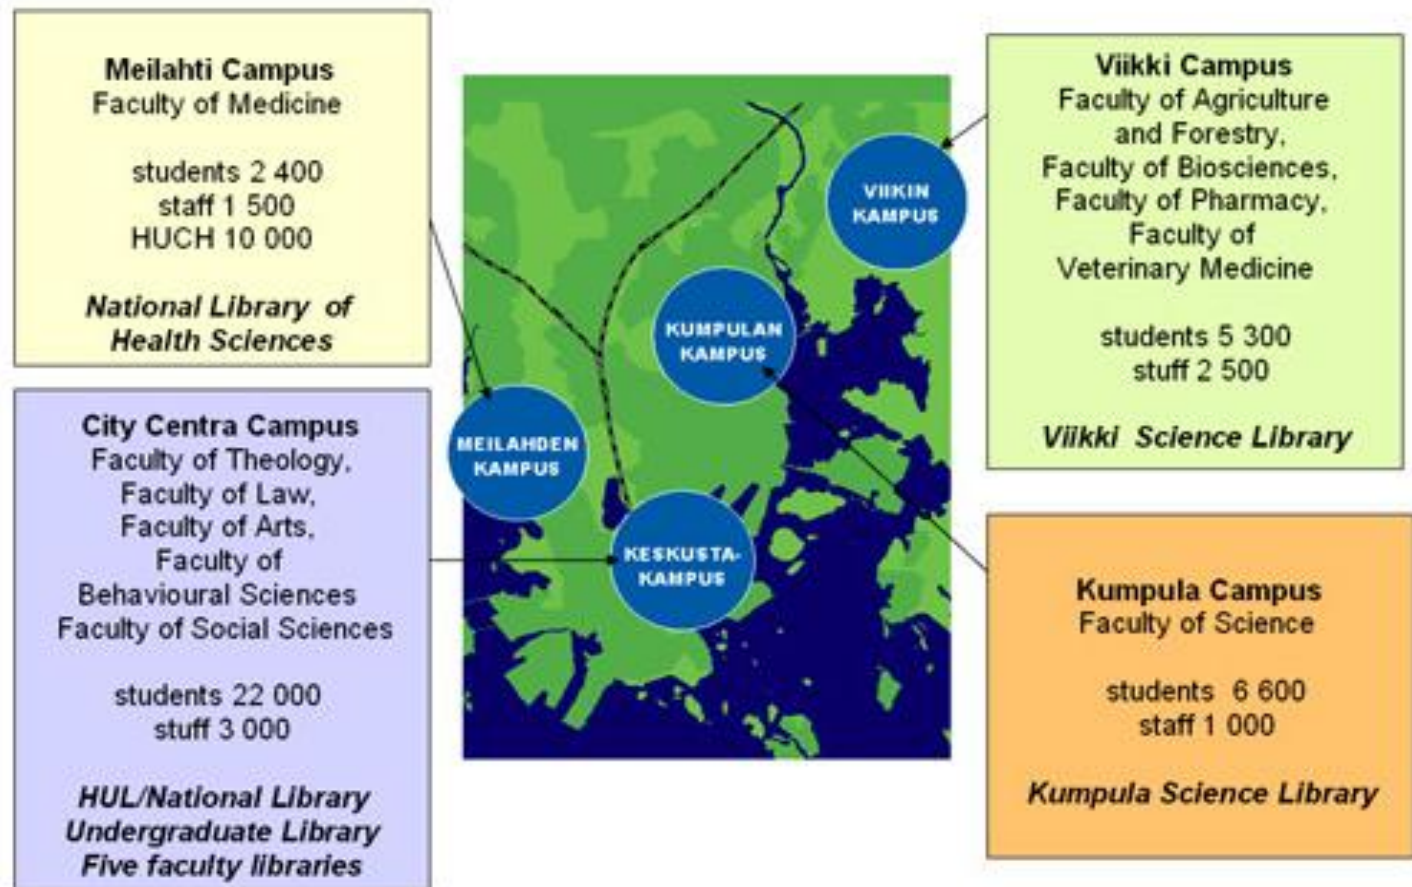 Meilahti Campus
Faculty of Medicine
students 2 400
staff 1 500
HUCH 10 000
National Library of
Health Sciences
City Centra Campus
Faculty of Theology,
Faculty of Law,
Faculty of Arts,
Faculty of
Behavioural Sciences
Faculty of Social Sciences
students 22 000
stuff 3 000
HUL/National Library
Undergraduate Library
Five faculty libraries
VIIKIN
KAMPUS
KUMPULAN
KAMPUS
MEILAHDEN
KAMPUS
KESKUSTA-
KAMPUS
Viikki Campus
Faculty of Agriculture
and Forestry,
Faculty of Biosciences,
Faculty of Pharmacy,
Faculty of
Veterinary Medicine
students 5 300
stuff 2 500
Viikki Science Library
Kumpula Campus
Faculty of Science
students 6 600
staff 1 000
Kumpula Science Library